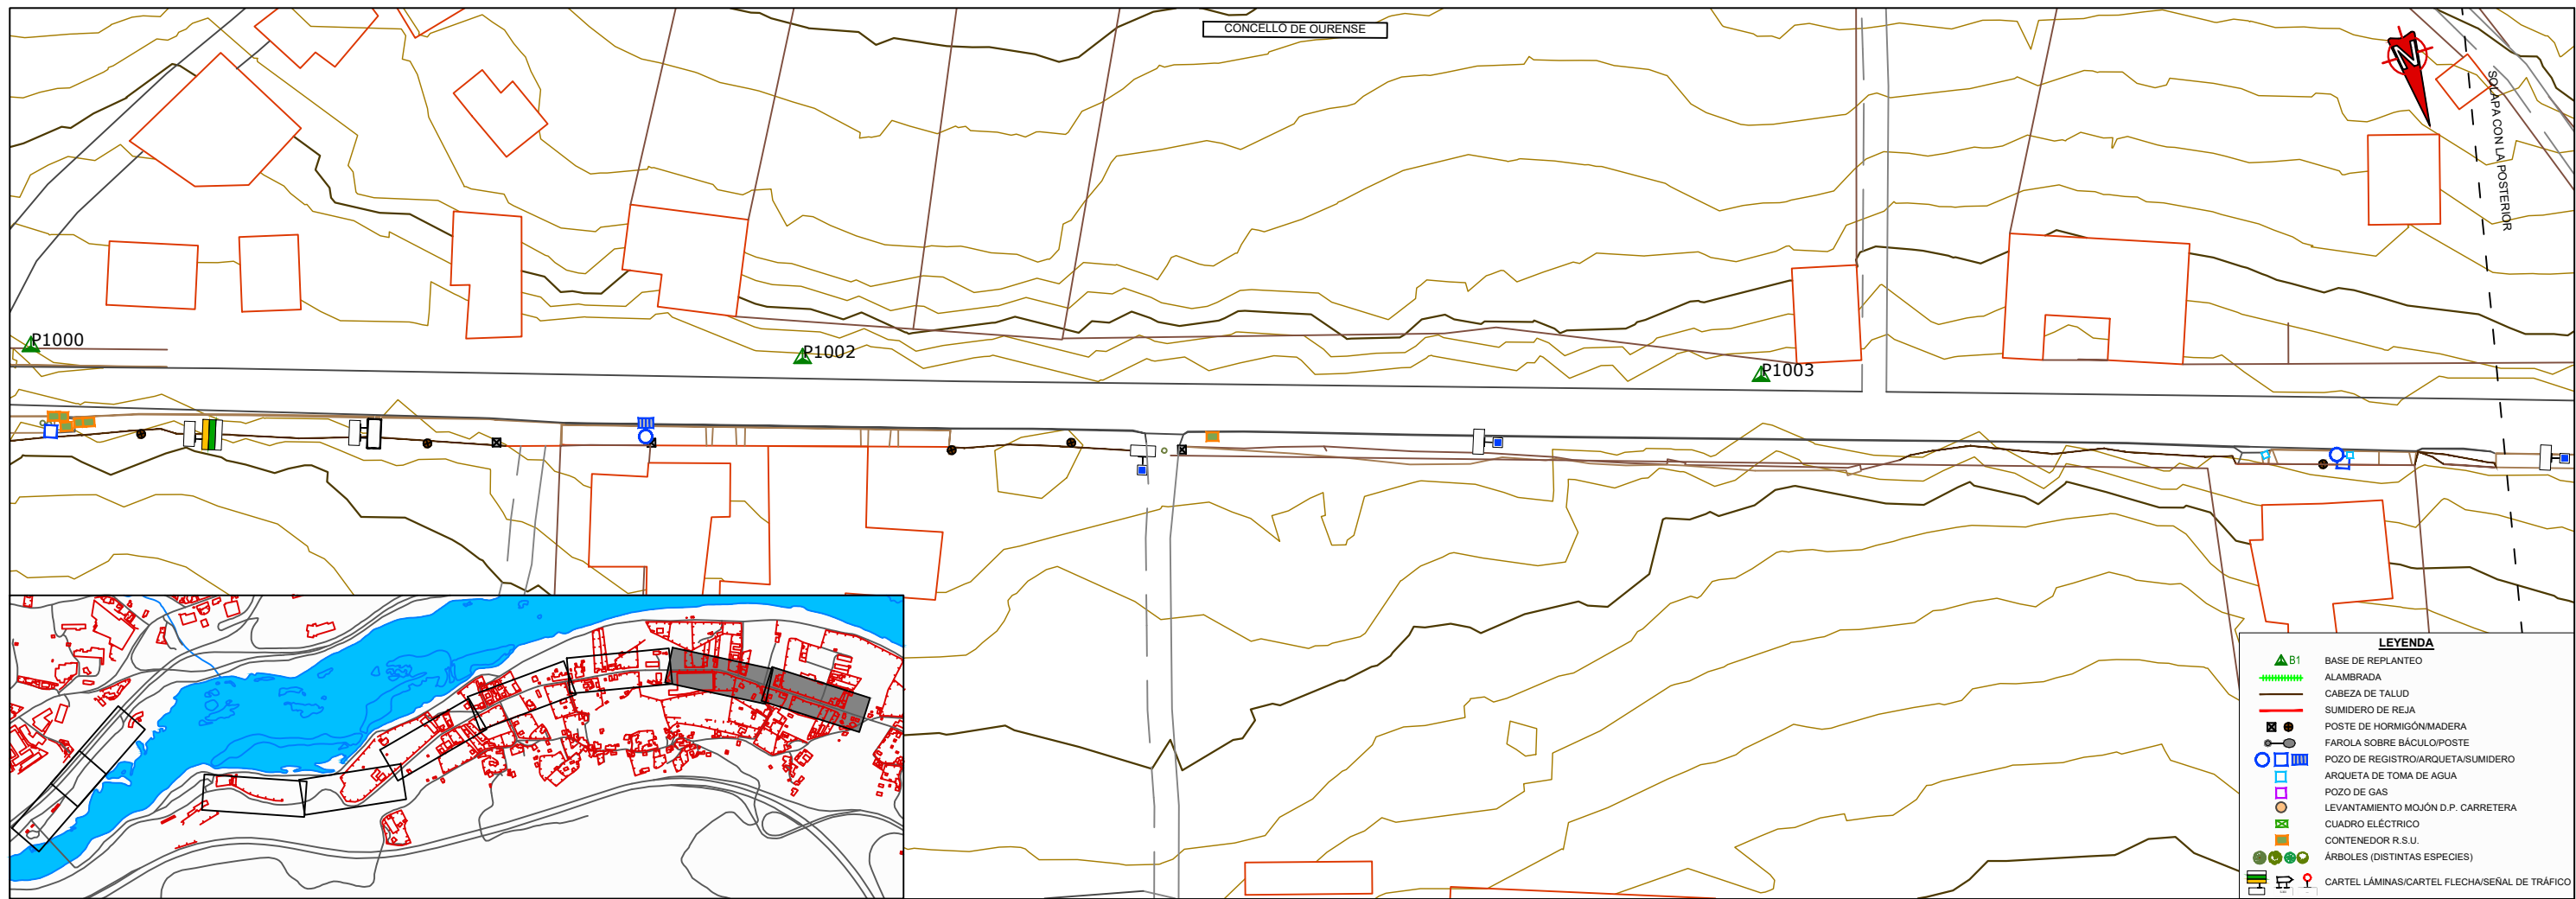 CONCELLO DE OURENSE
N
SOLAPA CON LA POSTERIOR
P1000
P1002
P1003
LEYENDA
B1 BASE DE REPLANTEO
ALAMBRADA
CABEZA DE TALUD
SUMIDERO DE REJA
POSTE DE HORMIGÓN/MADERA
FAROLA SOBRE BÁCULO/POSTE
POZO DE REGISTRO/ARQUETA/SUMIDERO
ARQUETA DE TOMA DE AGUA
POZO DE GAS
LEVANTAMIENTO MOJÓN D.P. CARRETERA
CUADRO ELÉCTRICO
CONTENEDOR R.S.U.
ÁRBOLES (DISTINTAS ESPECIES)
CARTEL LÁMINAS/CARTEL FLECHA/SEÑAL DE TRÁFICO